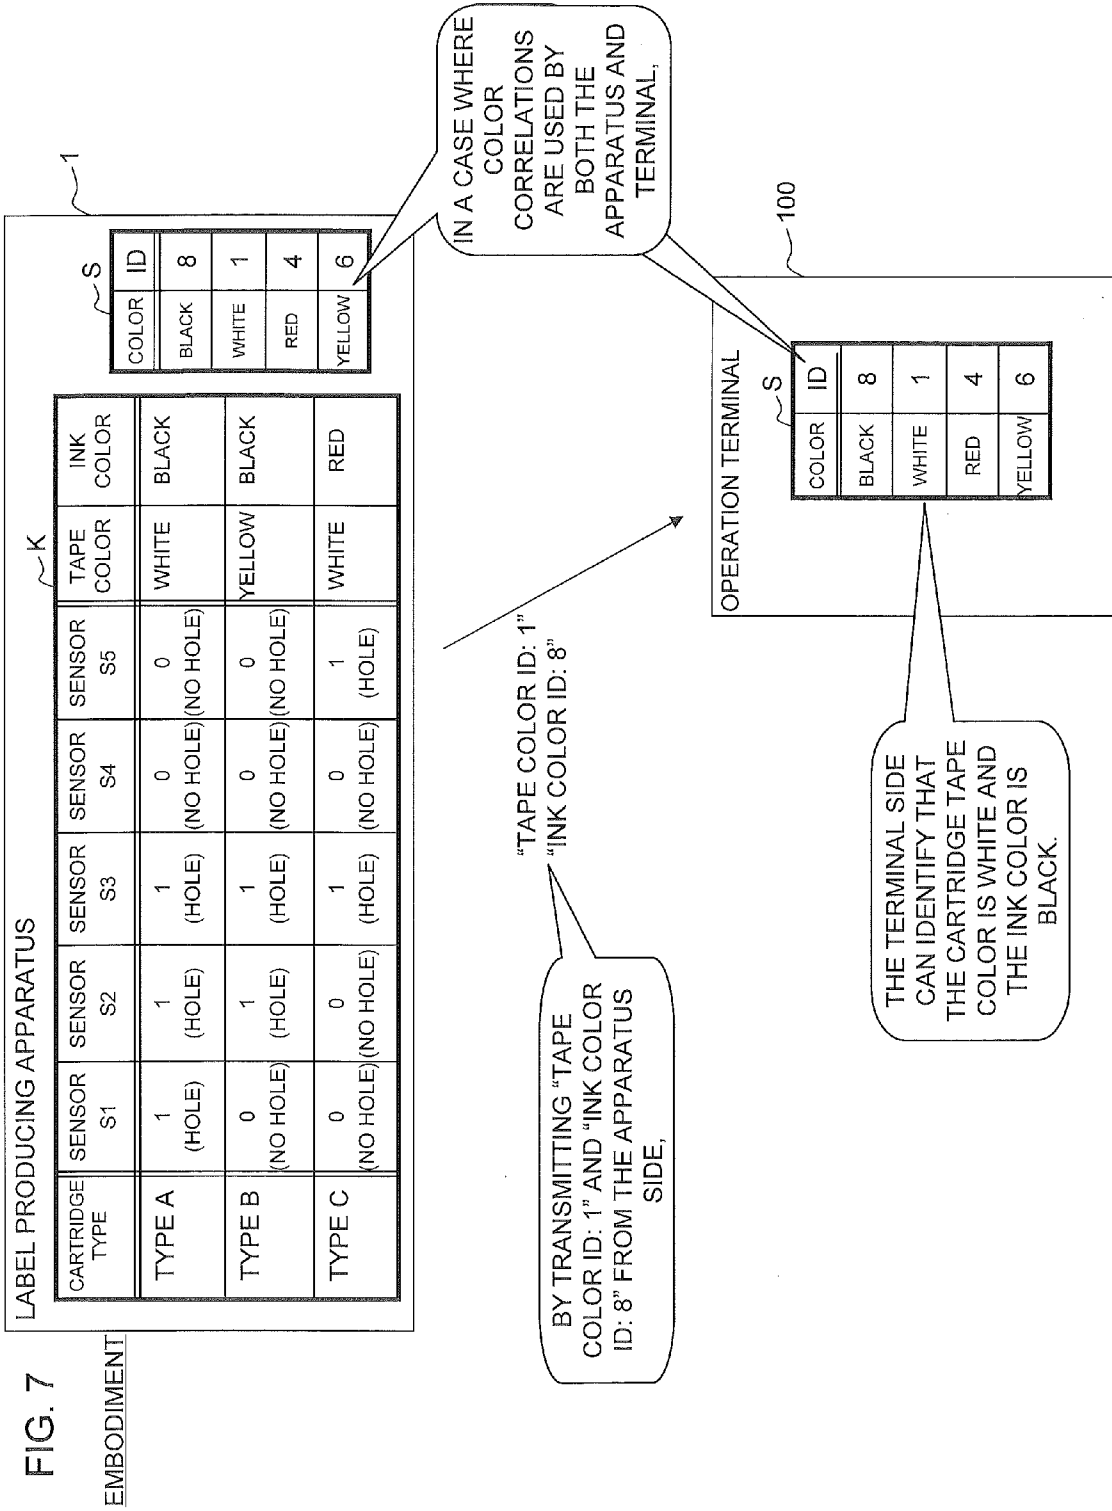 FIG. 7
EMBODIMENT
LABEL PRODUCING APPARATUS
1
K
CARTRIDGE TYPE SENSOR S1 SENSOR S2 SENSOR S3 SENSOR S4 SENSOR S5 TAPE COLOR INK COLOR
TYPE A 1 (HOLE) 1 (HOLE) 1 (HOLE) 0 (NO HOLE) 0 (NO HOLE) WHITE BLACK
TYPE B 0 (NO HOLE) 1 (HOLE) 1 (HOLE) 0 (NO HOLE) 0 (NO HOLE) YELLOW BLACK
TYPE C 0 (NO HOLE) 0 (NO HOLE) 1 (HOLE) 0 (NO HOLE) 1 (HOLE) WHITE RED
S
COLOR ID
BLACK 8
WHITE 1
RED 4
YELLOW 6
IN A CASE WHERE
COLOR
CORRELATIONS
ARE USED BY
BOTH THE
APPARATUS AND
TERMINAL,
BY TRANSMITTING "TAPE
COLOR ID: 1" AND "INK COLOR
ID: 8" FROM THE APPARATUS
SIDE,
"TAPE COLOR ID: 1"
"INK COLOR ID: 8"
OPERATION TERMINAL
100
S
COLOR ID
BLACK 8
WHITE 1
RED 4
YELLOW 6
THE TERMINAL SIDE
CAN IDENTIFY THAT
THE CARTRIDGE TAPE
COLOR IS WHITE AND
THE INK COLOR IS
BLACK.